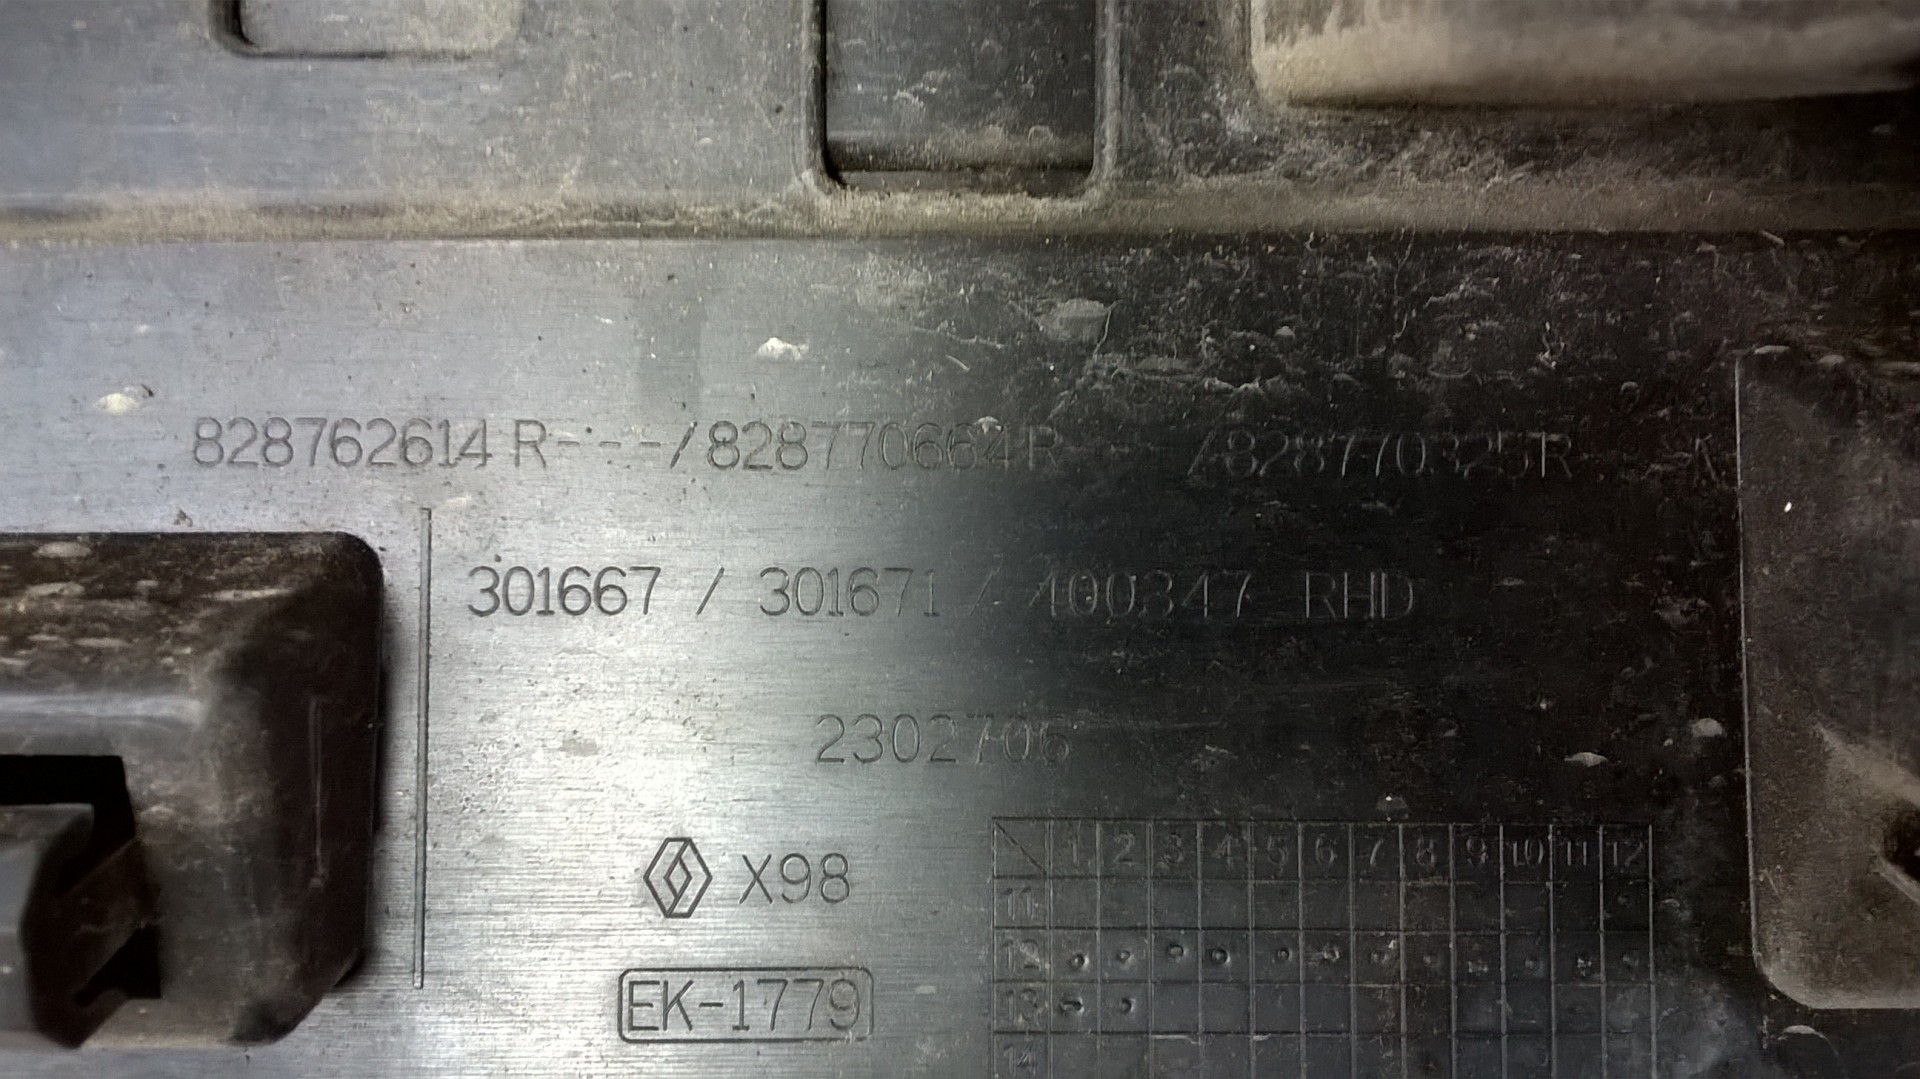 828762614R---/828770664R---/828770325R
301667 / 301671 / 400347 RHD
2302706
X98
EK-1779
1 2 3 4 5 6 7 8 9 10 11 12
11
12
13
14